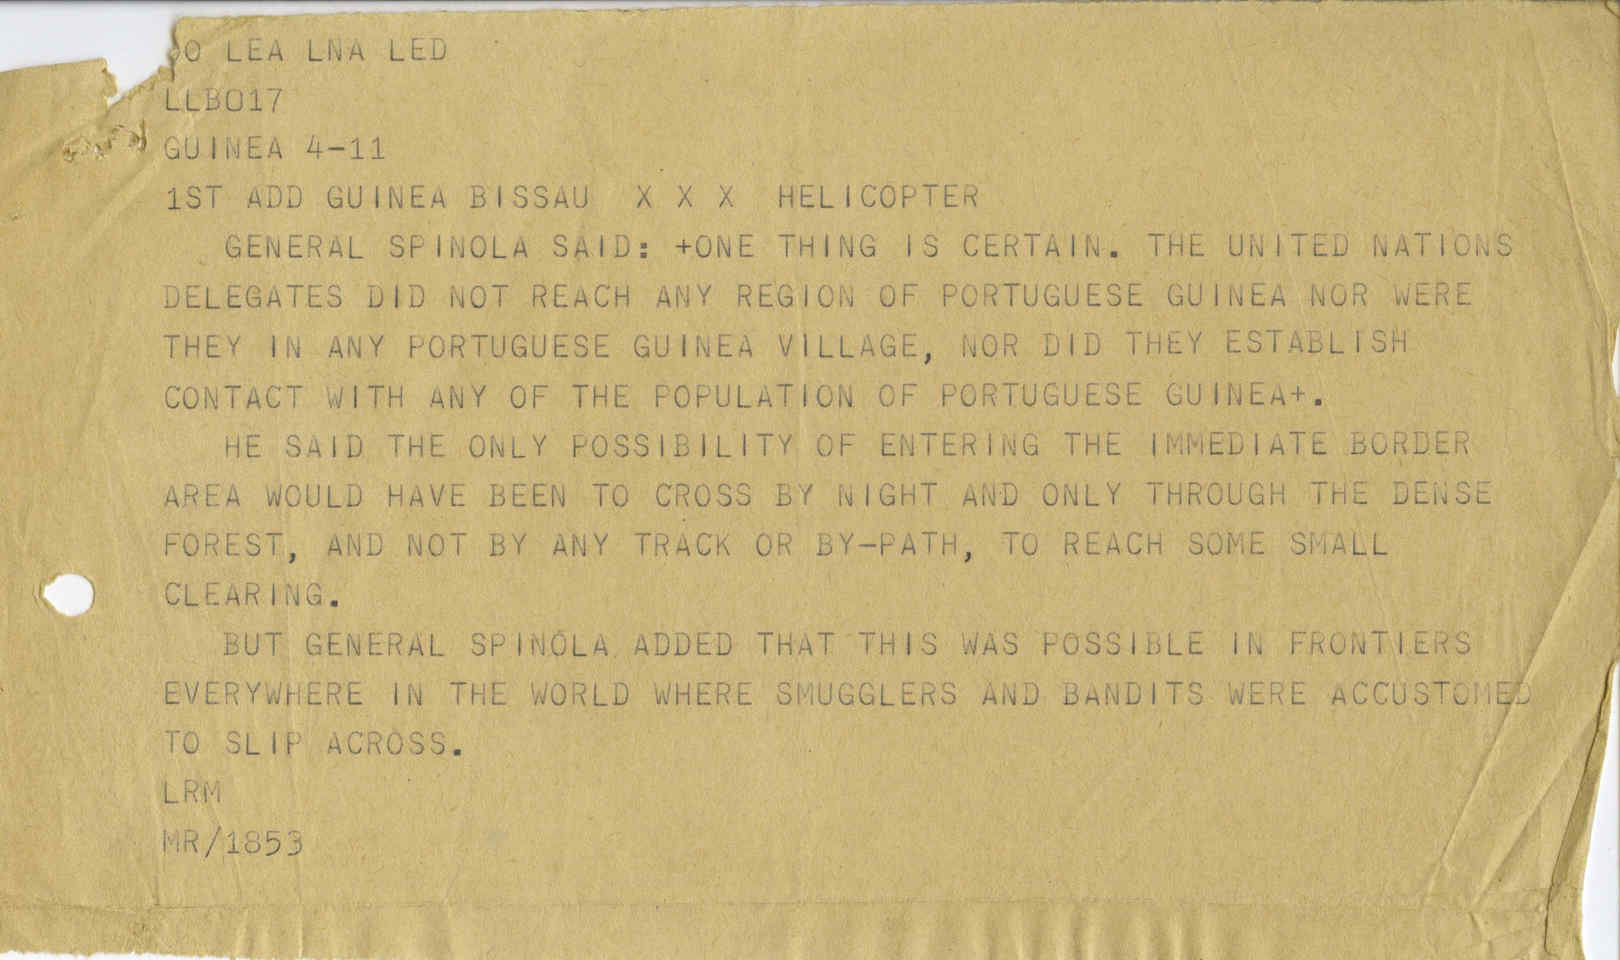 LEA LNA LED
LLB017
GUINEA 4-11
1ST ADD GUINEA BISSAU X X X HELICOPTER
GENERAL SPINOLA SAID: +ONE THING IS CERTAIN. THE UNITED NATIONS
DELEGATES DID NOT REACH ANY REGION OF PORTUGUESE GUINEA NOR WERE
THEY IN ANY PORTUGUESE GUINEA VILLAGE, NOR DID THEY ESTABLISH
CONTACT WITH ANY OF THE POPULATION OF PORTUGUESE GUINEA+.
HE SAID THE ONLY POSSIBILITY OF ENTERING THE IMMEDIATE BORDER
AREA WOULD HAVE BEEN TO CROSS BY NIGHT AND ONLY THROUGH THE DENSE
FOREST, AND NOT BY ANY TRACK OR BY-PATH, TO REACH SOME SMALL
CLEARING.
BUT GENERAL SPINOLA ADDED THAT THIS WAS POSSIBLE IN FRONTIERS
EVERYWHERE IN THE WORLD WHERE SMUGGLERS AND BANDITS WERE ACCUSTOMED
TO SLIP ACROSS.
LRM
MR/1853